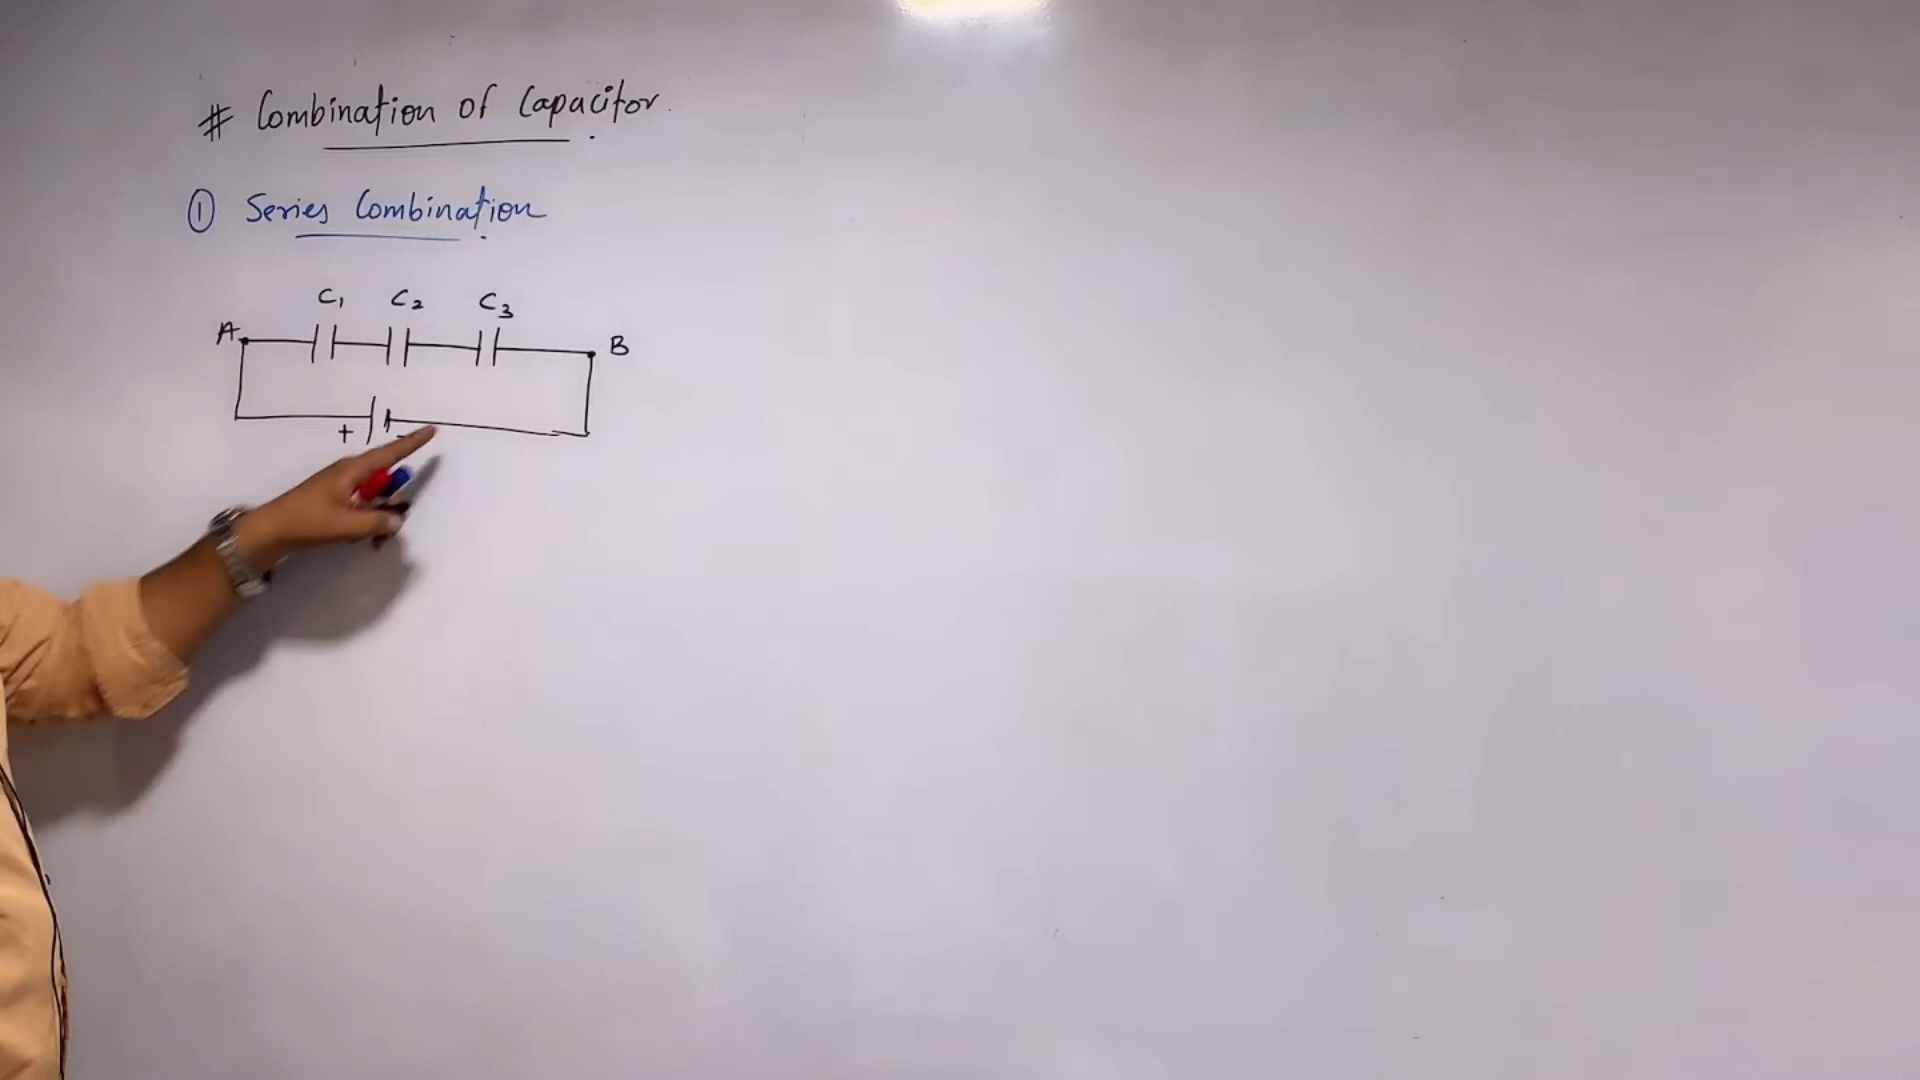 # Combination of Capacitor.
① Series Combination
C₁ C₂ C₃
A B
+ -